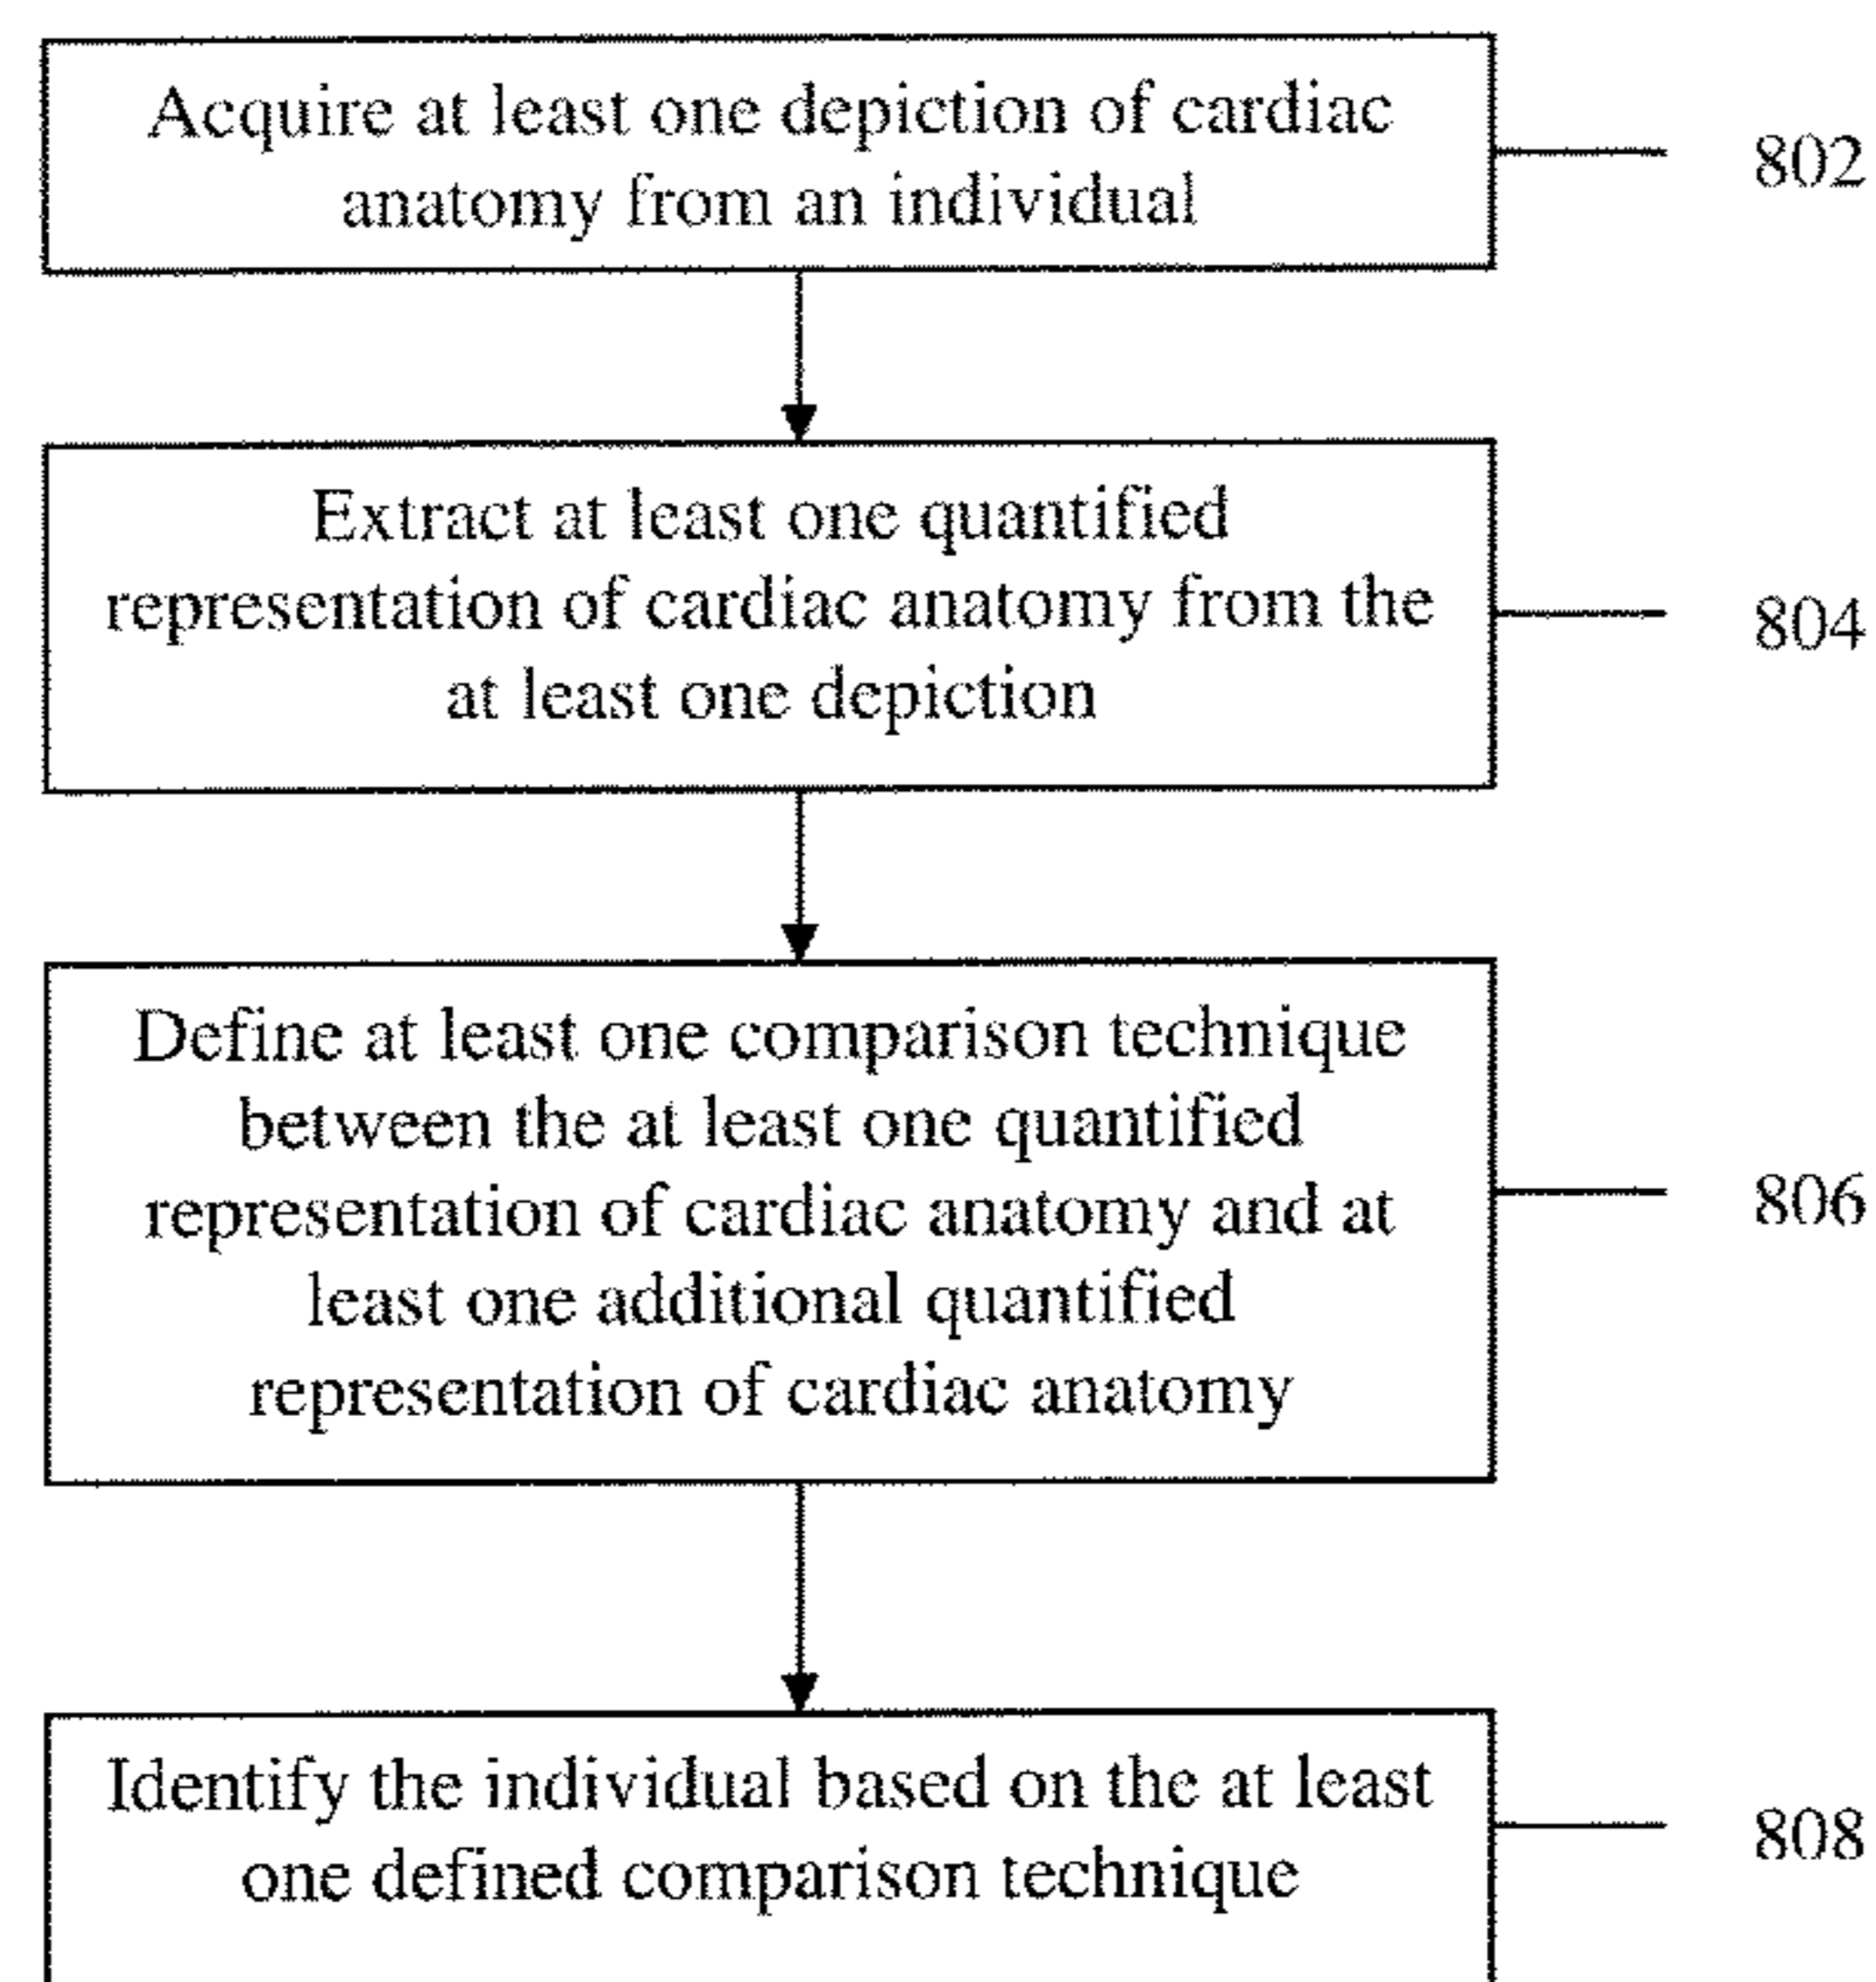 Acquire at least one depiction of cardiac
anatomy from an individual
802
Extract at least one quantified
representation of cardiac anatomy from the
at least one depiction
804
Define at least one comparison technique
between the at least one quantified
representation of cardiac anatomy and at
least one additional quantified
representation of cardiac anatomy
806
Identify the individual based on the at least
one defined comparison technique
808